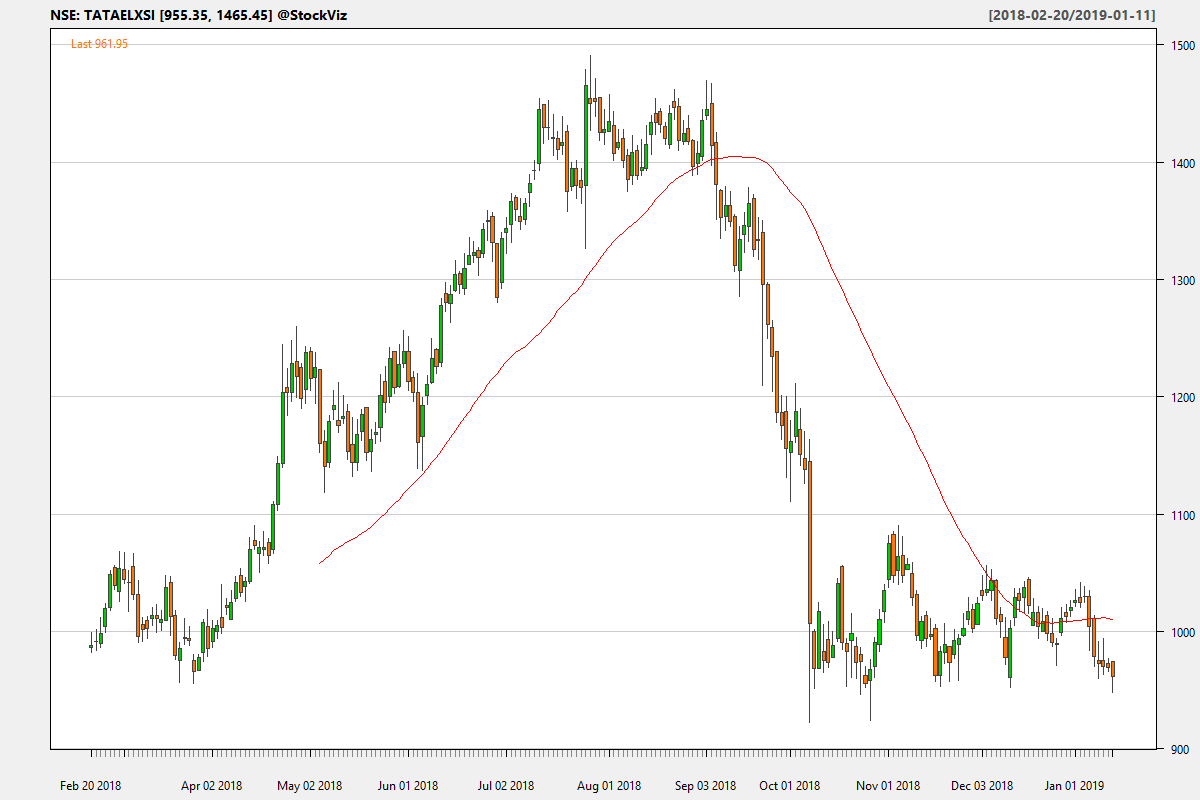 NSE: TATAELXSI [955.35, 1465.45] @StockViz
[2018-02-20/2019-01-11]
Last 961.95
1500
1400
1300
1200
1100
1000
900
Feb 20 2018
Apr 02 2018
May 02 2018
Jun 01 2018
Jul 02 2018
Aug 01 2018
Sep 03 2018
Oct 01 2018
Nov 01 2018
Dec 03 2018
Jan 01 2019